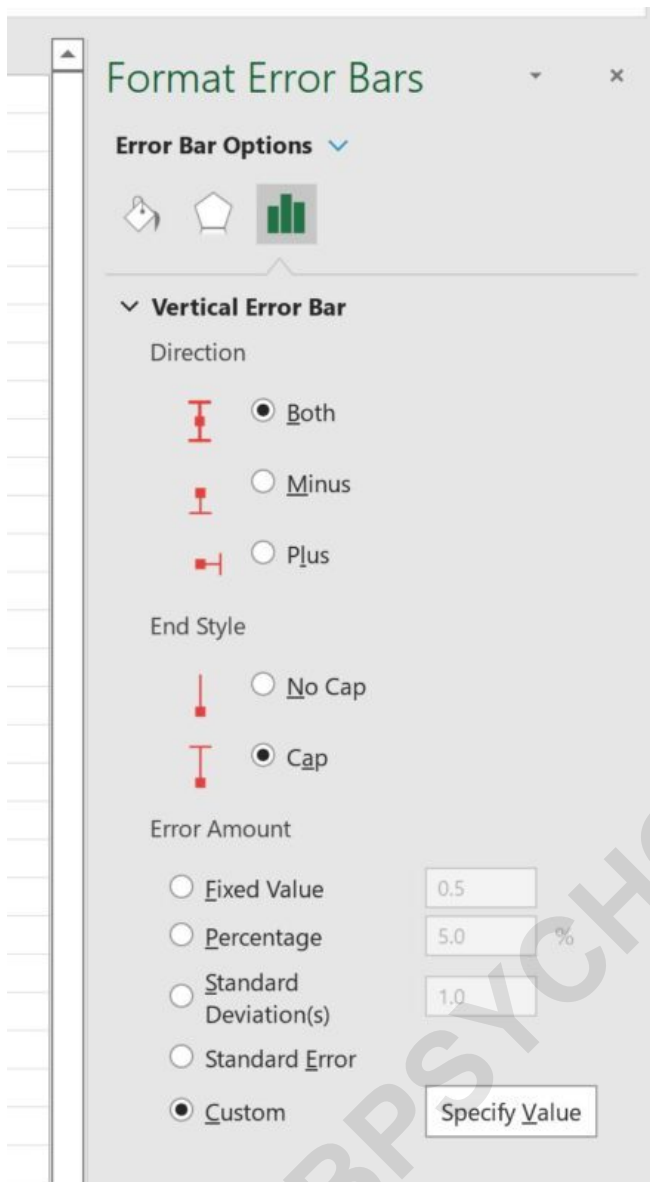 Format Error Bars
Error Bar Options
Vertical Error Bar
Direction
Both
Minus
Plus
End Style
No Cap
Cap
Error Amount
Fixed Value 0.5
Percentage 5.0 %
Standard
Deviation(s) 1.0
Standard Error
Custom Specify Value